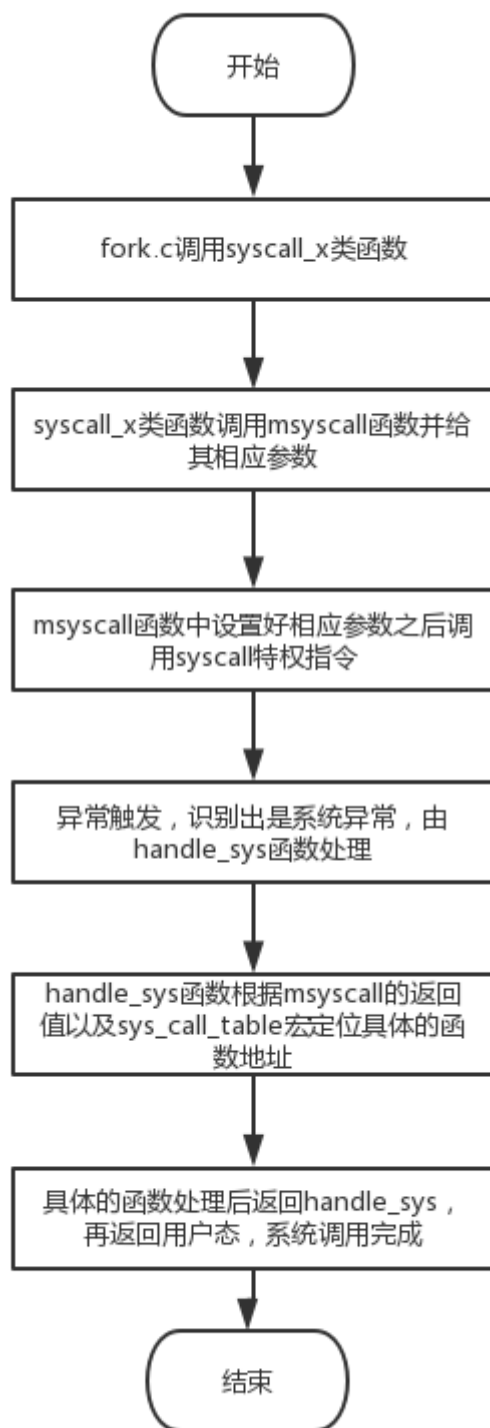 开始
fork.c调用syscall_x类函数
syscall_x类函数调用msyscall函数并给
其相应参数
msyscall函数中设置好相应参数之后调
用syscall特权指令
异常触发，识别出是系统异常，由
handle_sys函数处理
handle_sys函数根据msyscall的返回
值以及sys_call_table宏定位具体的函
数地址
具体的函数处理后返回handle_sys，
再返回用户态，系统调用完成
结束